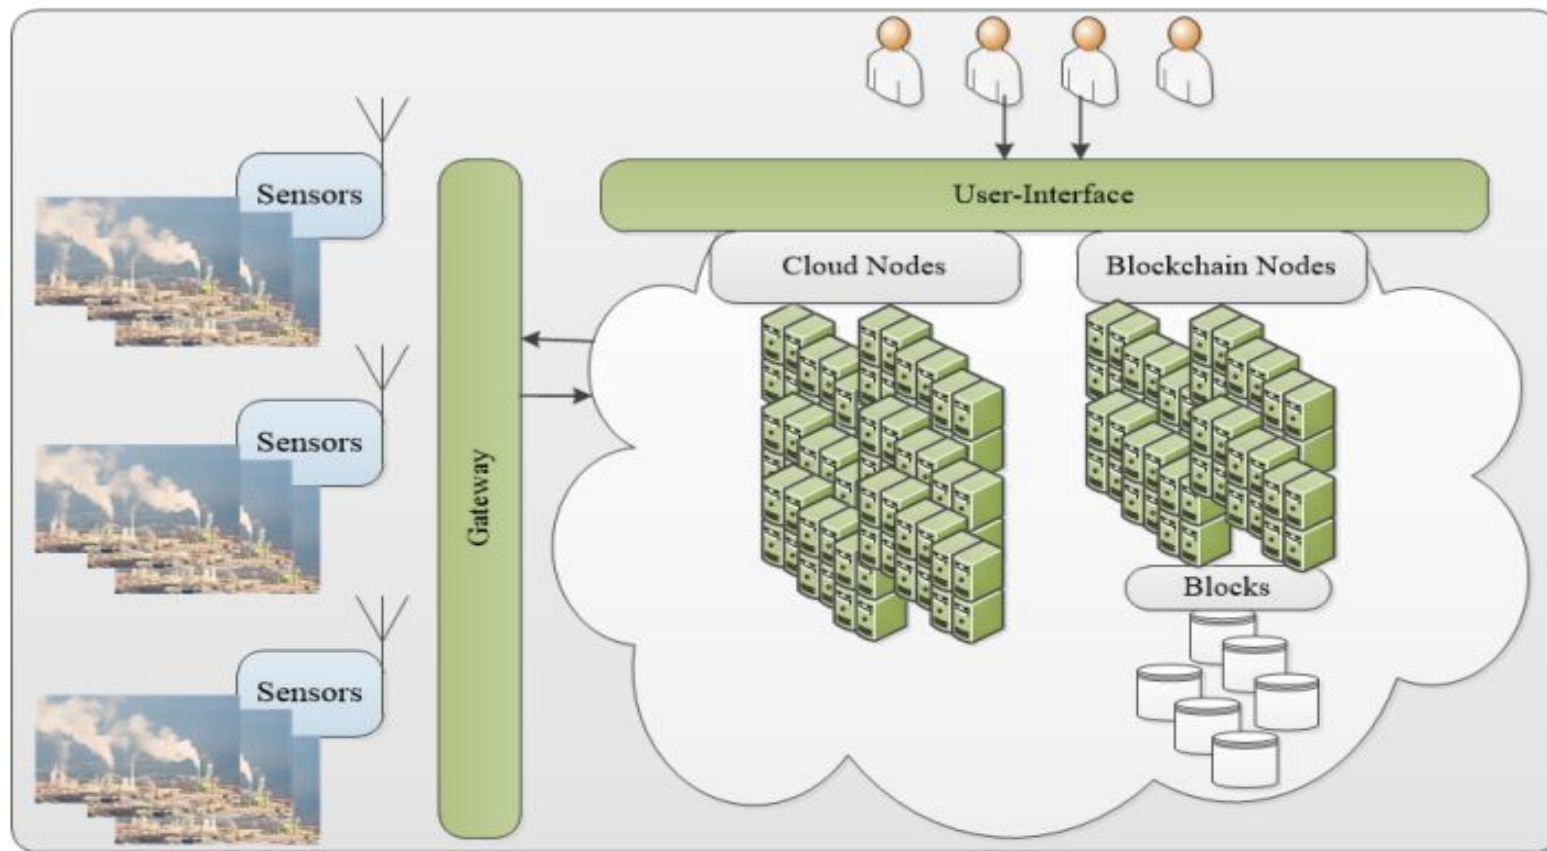 Sensors
Sensors
Sensors
Gateway
User-Interface
Cloud Nodes
Blockchain Nodes
Blocks